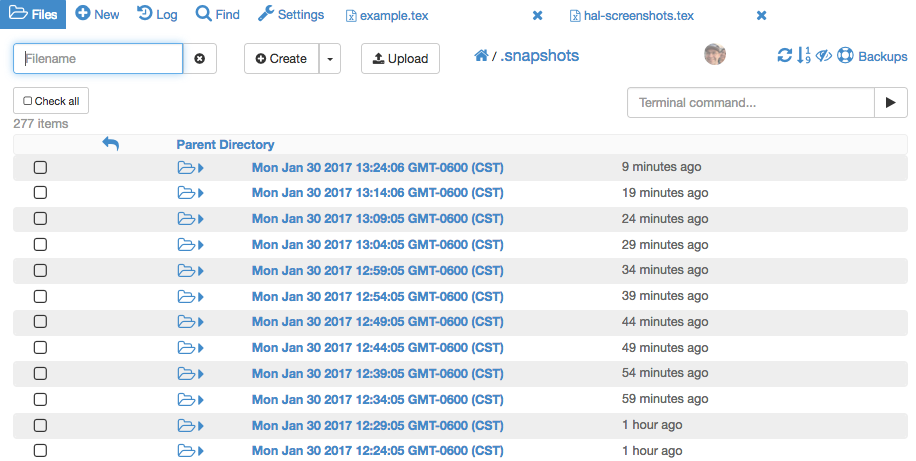 Files New Log Find Settings example.tex hal-screenshots.tex
Filename Create Upload / .snapshots 1 9 Backups
Check all Terminal command...
277 items
Parent Directory
Mon Jan 30 2017 13:24:06 GMT-0600 (CST) 9 minutes ago
Mon Jan 30 2017 13:14:06 GMT-0600 (CST) 19 minutes ago
Mon Jan 30 2017 13:09:05 GMT-0600 (CST) 24 minutes ago
Mon Jan 30 2017 13:04:05 GMT-0600 (CST) 29 minutes ago
Mon Jan 30 2017 12:59:05 GMT-0600 (CST) 34 minutes ago
Mon Jan 30 2017 12:54:05 GMT-0600 (CST) 39 minutes ago
Mon Jan 30 2017 12:49:05 GMT-0600 (CST) 44 minutes ago
Mon Jan 30 2017 12:44:05 GMT-0600 (CST) 49 minutes ago
Mon Jan 30 2017 12:39:05 GMT-0600 (CST) 54 minutes ago
Mon Jan 30 2017 12:34:05 GMT-0600 (CST) 59 minutes ago
Mon Jan 30 2017 12:29:05 GMT-0600 (CST) 1 hour ago
Mon Jan 30 2017 12:24:05 GMT-0600 (CST) 1 hour ago